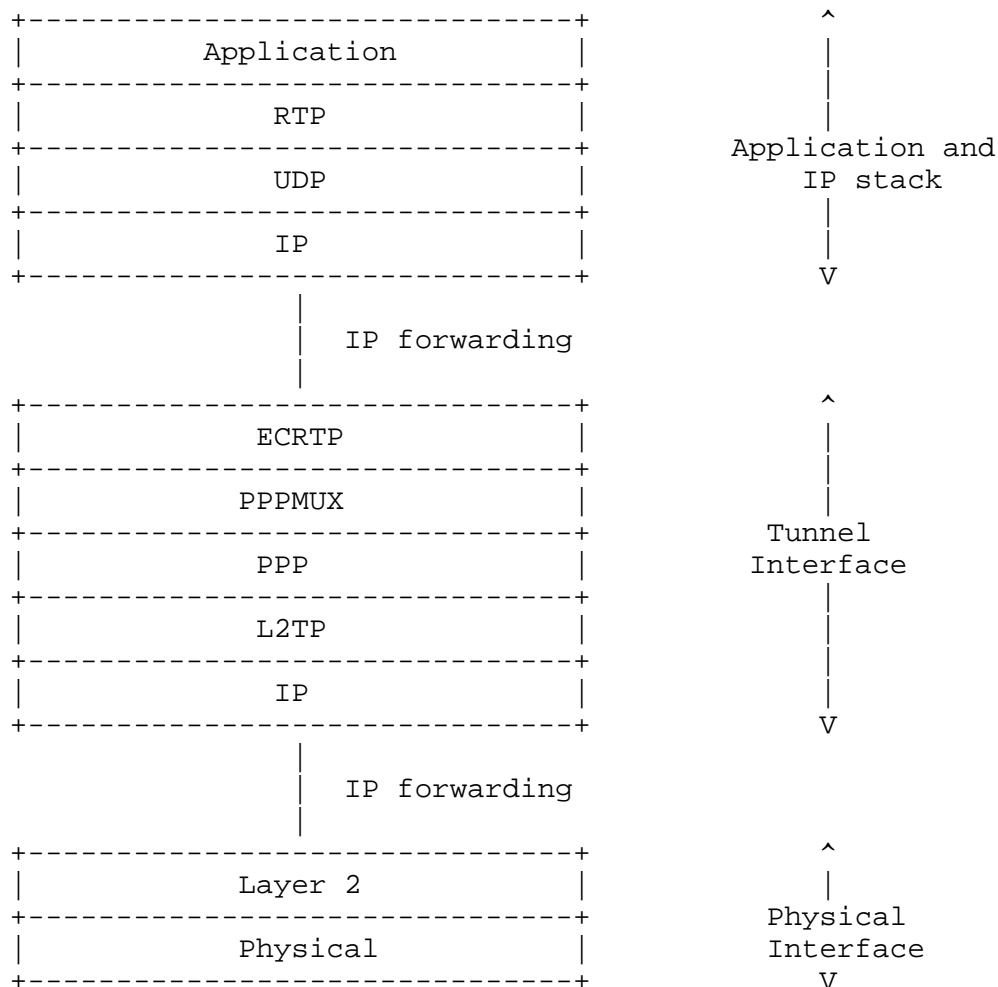 Application
RTP
UDP
IP
Application and
IP stack
V
IP forwarding
ECRTP
PPPMUX
PPP
L2TP
IP
Tunnel
Interface
V
IP forwarding
Layer 2
Physical
Physical
Interface
V